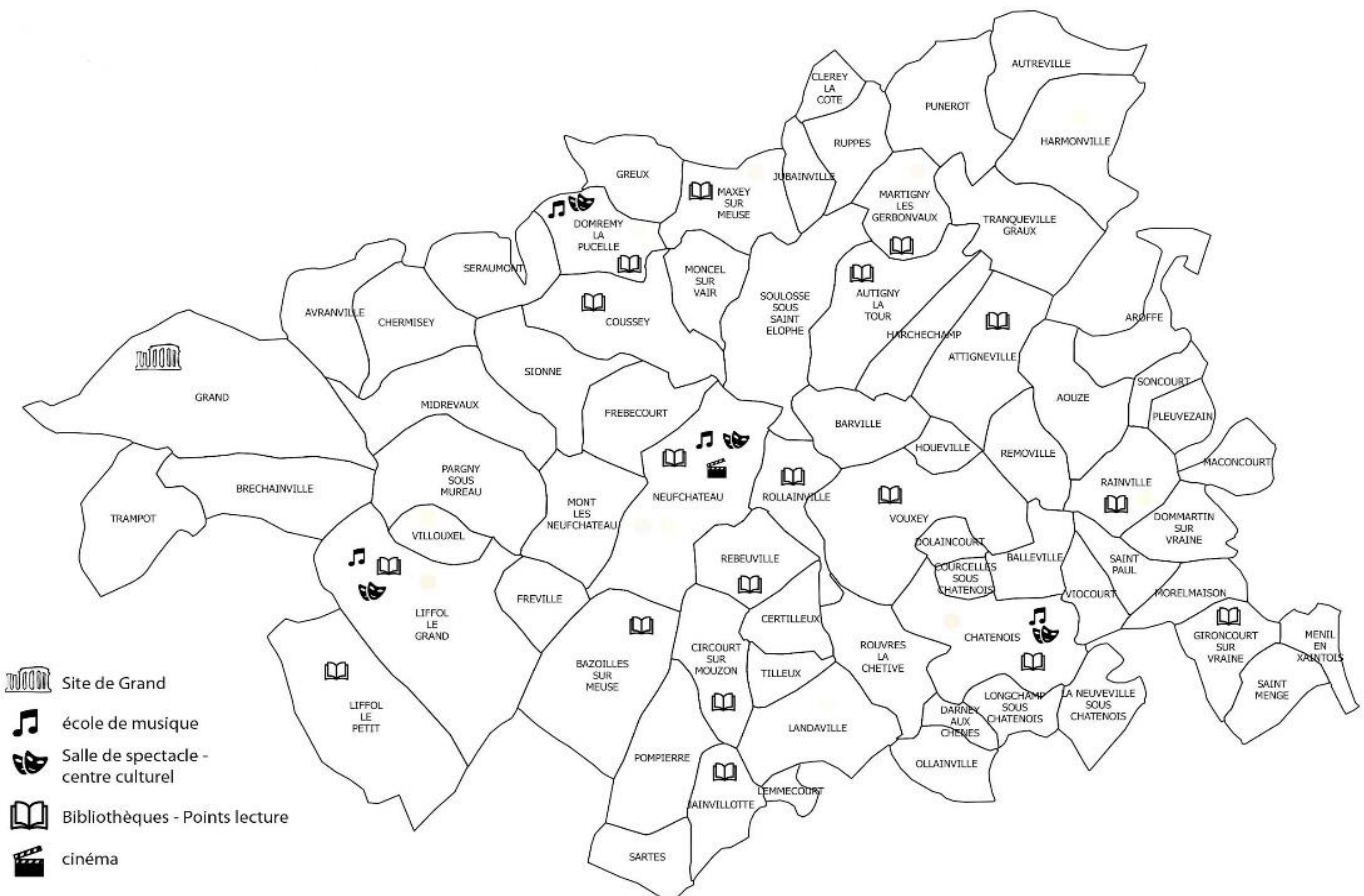 AUTREVILLE
CLEREY
LA
COTE
PUNEROT
HARMONVILLE
RUPPES
GREUX
JUBAINVILLE
MAXEY
SUR
MEUSE
MARTIGNY
LES
GERBONVAUX
DOMREMY
LA
PUCELLE
TRANQUEVILLE
GRAUX
SERAUMONT
MONCEL
SUR
VAIR
SOULOSSE
SOUS
SAINT
ELOPHE
AUTIGNY
LA
TOUR
AVRANVILLE
CHERMISEY
COUSSEY
HARCHECHAMP
AROFFE
ATTIGNEVILLE
SIONNE
GRAND
MIDREVAUX
FREBECOURT
SONCOURT
AOUZE
PLEUVEZAIN
BARVILLE
HOUEVILLE
REMOVILLE
MACONCOURT
RAINVILLE
PARGNY
SOUS
MUREAU
BRECHAINVILLE
MONT
LES
NEUFCHATEAU
NEUFCHATEAU
ROLLAINVILLE
TRAMPOT
VOUXEY
DOMMARTIN
SUR
VRAINE
VILLOUXEL
DOLAINCOURT
REBEUVILLE
BALLEVILLE
SAINT
PAUL
COURCELLES
SOUS
CHATENOIS
VIOCOURT
MORELMAISON
FREVILLE
LIFFOL
LE
GRAND
CERTILLEUX
CHATENOIS
GIRONCOURT
SUR
VRAINE
MENIL
EN
XAINTOIS
BAZOILLES
SUR
MEUSE
CIRCOURT
SUR
MOUZON
ROUVRES
LA
CHETIVE
TILLEUX
SAINT
MENGE
LIFFOL
LE
PETIT
LONGCHAMP
SOUS
CHATENOIS
LA NEUVEVILLE
SOUS
CHATENOIS
DARNEY
AUX
CHENES
LANDAVILLE
POMPIERRE
OLLAINVILLE
LEMMECOURT
JAINVILLOTTE
SARTES
Site de Grand
école de musique
Salle de spectacle -
centre culturel
Bibliothèques - Points lecture
cinéma